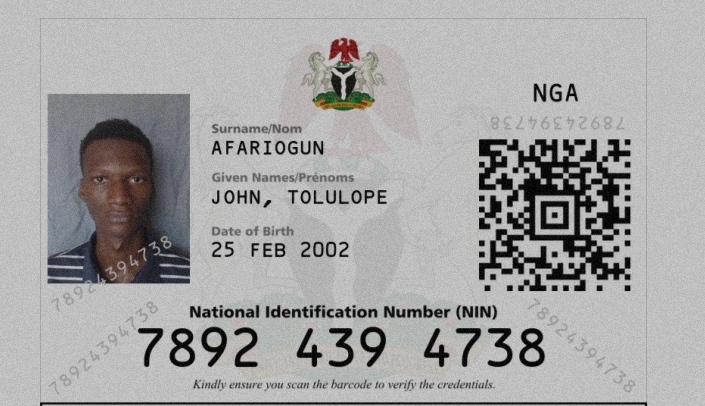 NGA
78924394738
Surname/Nom
AFARIOGUN
Given Names/Prénoms
JOHN, TOLULOPE
Date of Birth
25 FEB 2002
78924394738
National Identification Number (NIN)
7892 439 4738
78924394738
78924394738
Kindly ensure you scan the barcode to verify the credentials.